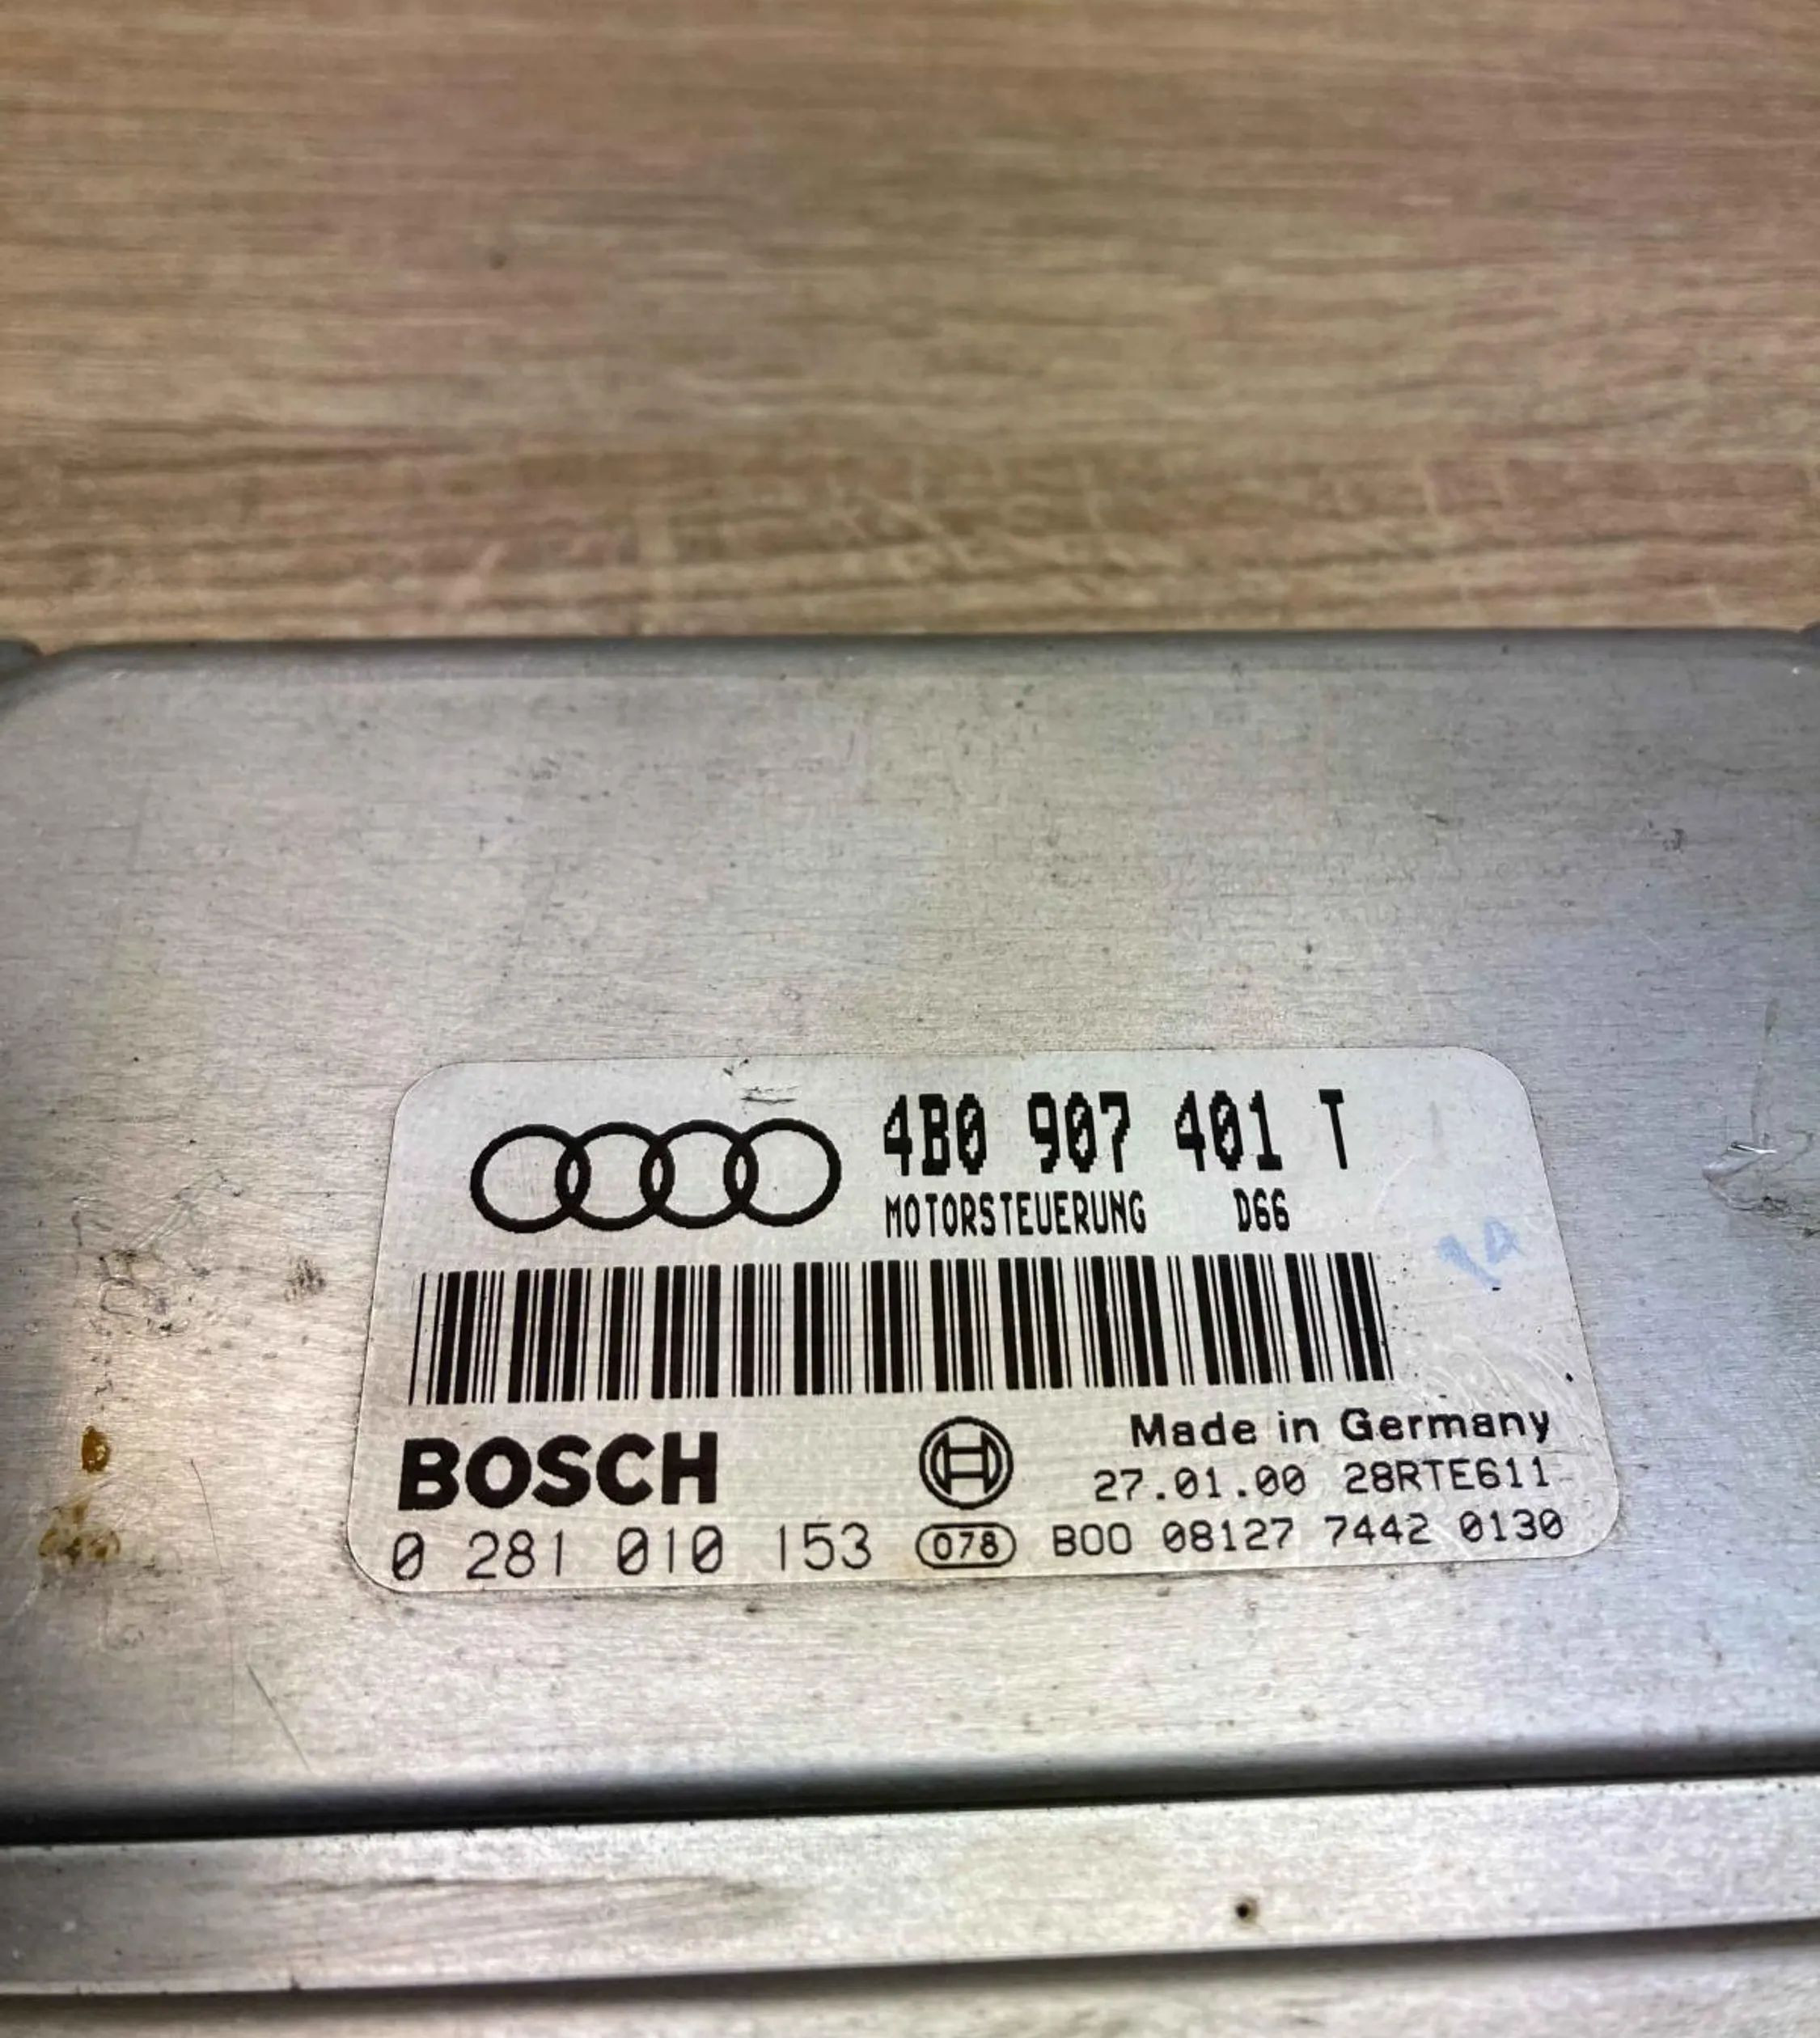 4B0 907 401 T
MOTORSTEUERUNG D66
BOSCH
Made in Germany
27.01.00 28RTE611
0 281 010 153 078 B00 08127 7442 0130